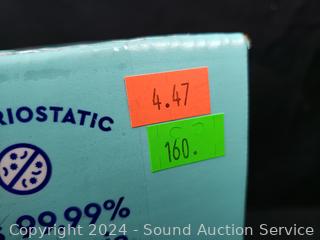 4.47
160.
RIOSTATIC
99.99%
Copyright 2024 - Sound Auction Service